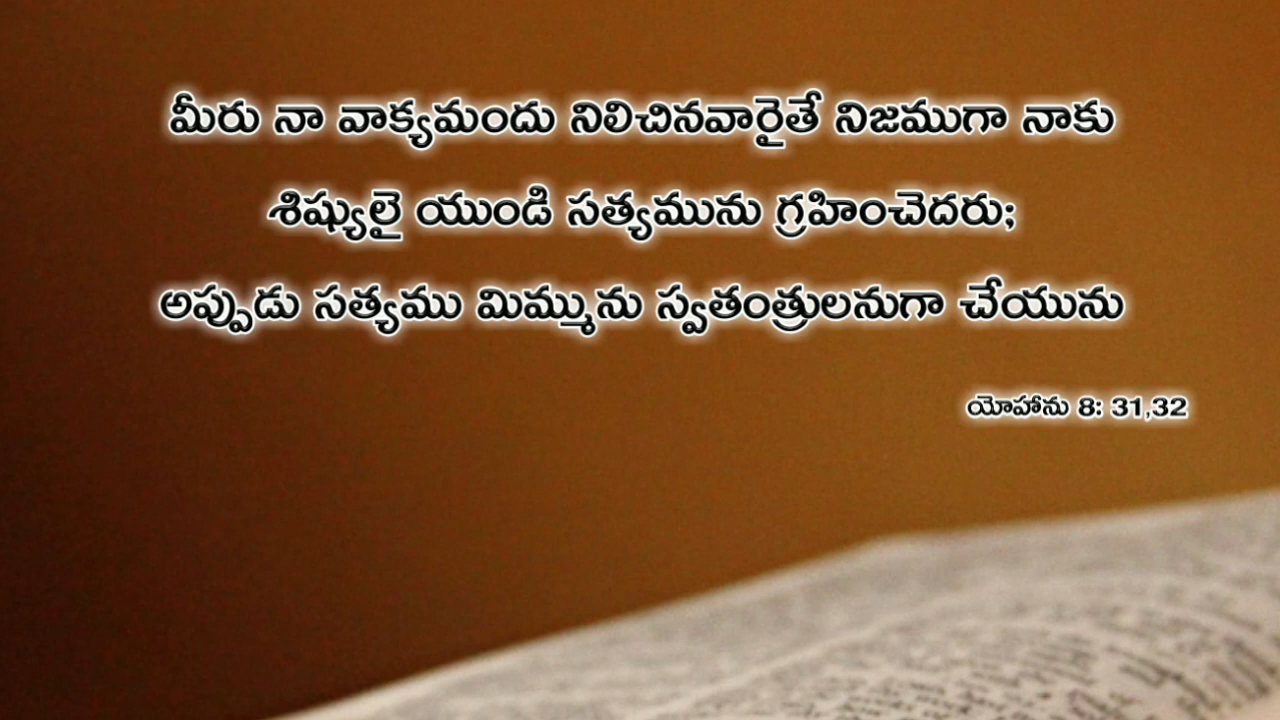 మీరు నా వాక్యమందు నిలిచినవారైతే నిజముగా నాకు
శిష్యులై యుండి సత్యమును గ్రహించెదరు;
అప్పుడు సత్యము మిమ్మును స్వతంత్రులనుగా చేయును
యోహాను 8: 31,32